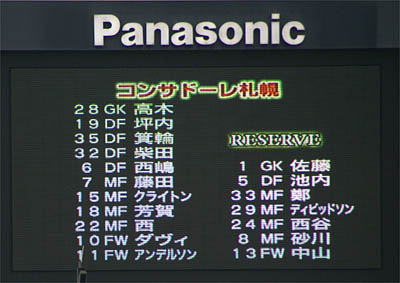 Panasonic
コンサドーレ札幌
28 GK 高木
19 DF 坪内
35 DF 箕輪
32 DF 柴田
6 DF 西嶋
7 MF 藤田
15 MF クライトン
18 MF 芳賀
22 MF 西
10 FW ダヴィ
11 FW アンデルソン
RESERVE
1 GK 佐藤
5 DF 池内
33 MF 鄭
29 MF ディビッドソン
24 MF 西谷
8 MF 砂川
13 FW 中山